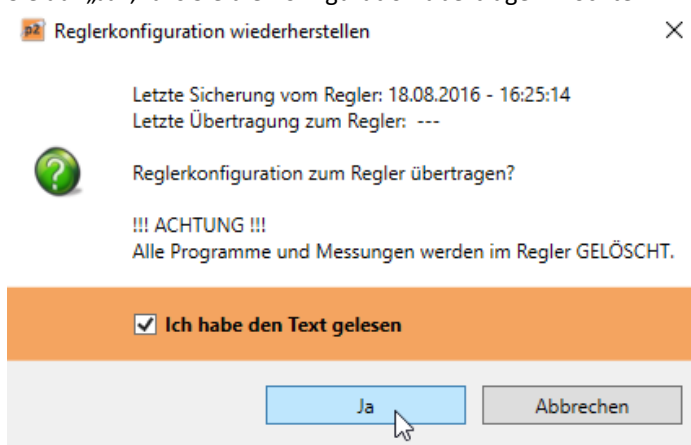 p2 Reglerkonfiguration wiederherstellen
Letzte Sicherung vom Regler: 18.08.2016 - 16:25:14
Letzte Übertragung zum Regler: ---
Reglerkonfiguration zum Regler übertragen?
!!! ACHTUNG !!!
Alle Programme und Messungen werden im Regler GELÖSCHT.
Ich habe den Text gelesen
Ja
Abbrechen